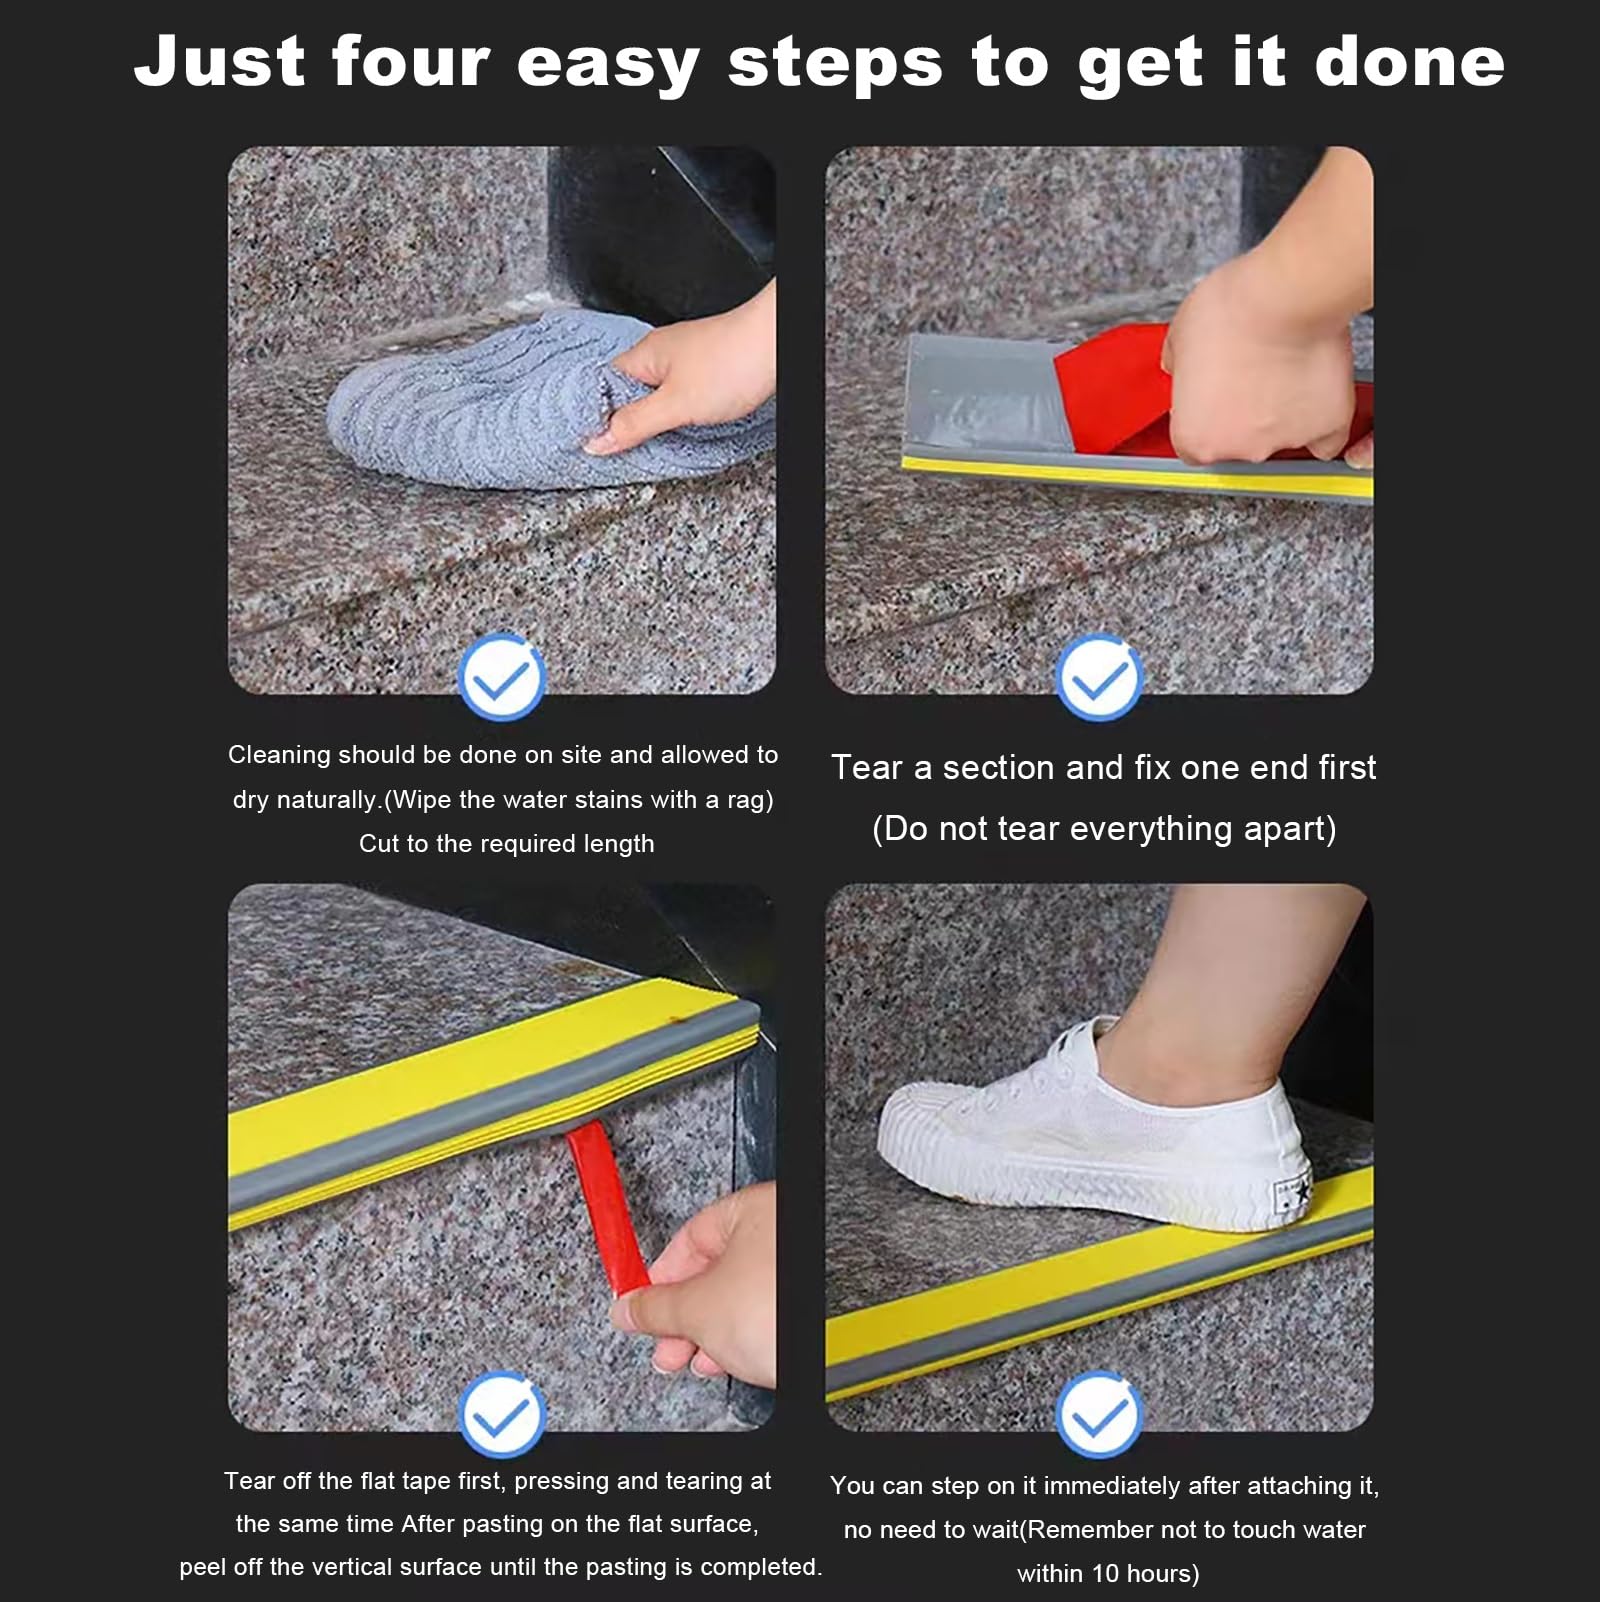 Just four easy steps to get it done
Cleaning should be done on site and allowed to
dry naturally.(Wipe the water stains with a rag)
Cut to the required length
Tear a section and fix one end first
(Do not tear everything apart)
Tear off the flat tape first, pressing and tearing at
the same time After pasting on the flat surface,
peel off the vertical surface until the pasting is completed.
You can step on it immediately after attaching it,
no need to wait(Remember not to touch water
within 10 hours)